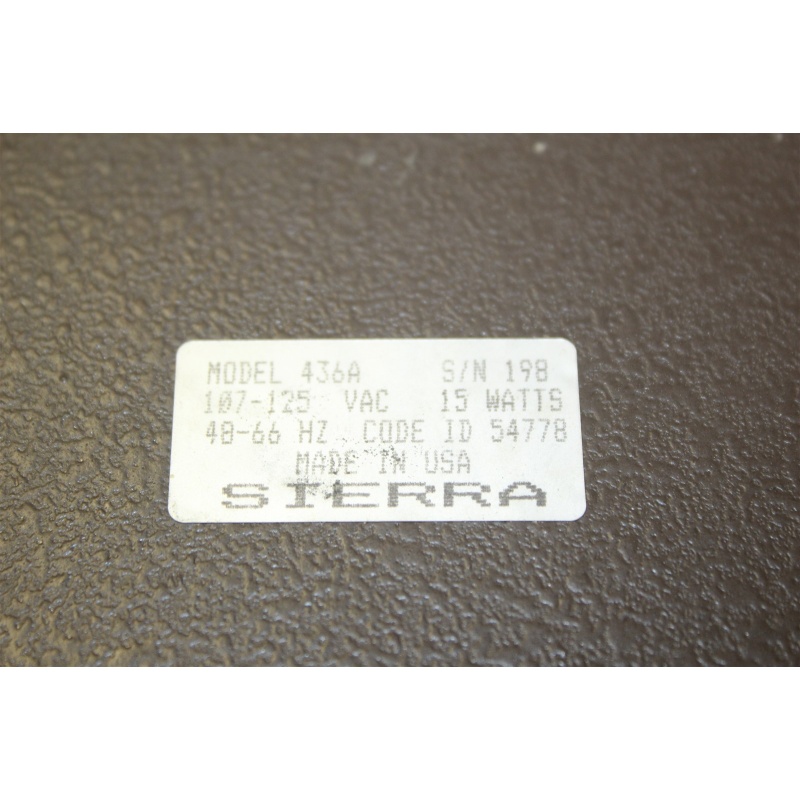 MODEL 436A S/N 198
107-125 VAC 15 WATTS
48-66 HZ CODE ID 54778
MADE IN USA
SIERRA